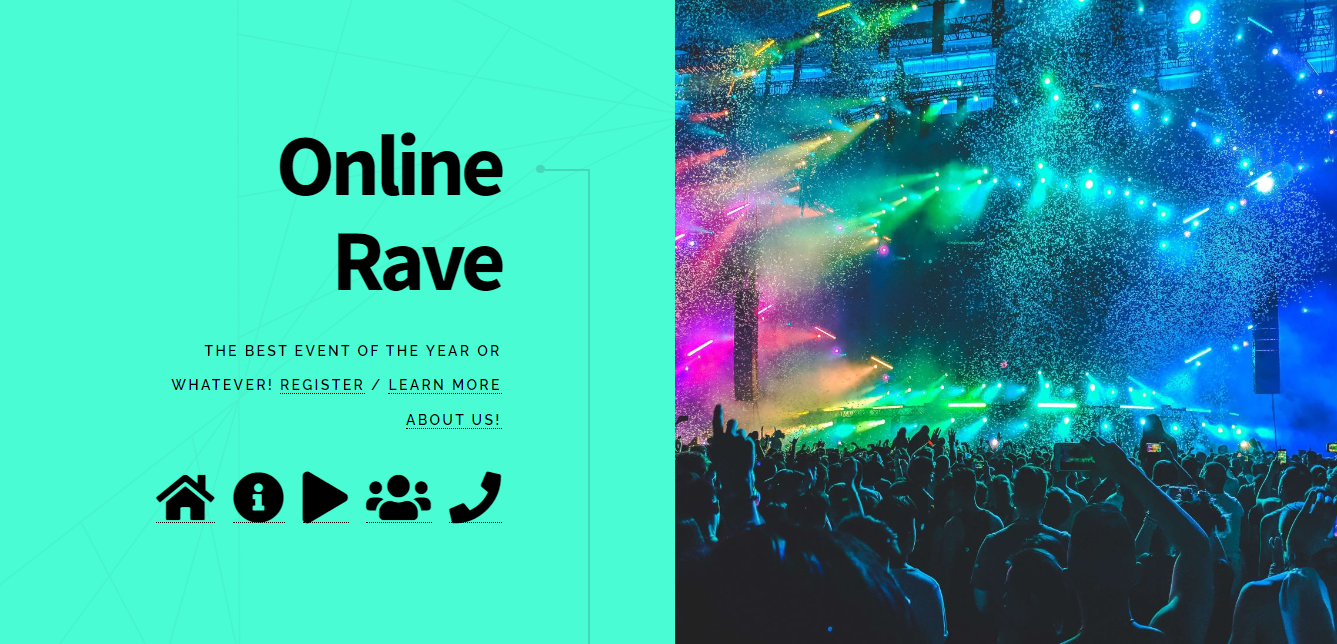 Online
Rave
THE BEST EVENT OF THE YEAR OR
WHATEVER! REGISTER / LEARN MORE
ABOUT US!